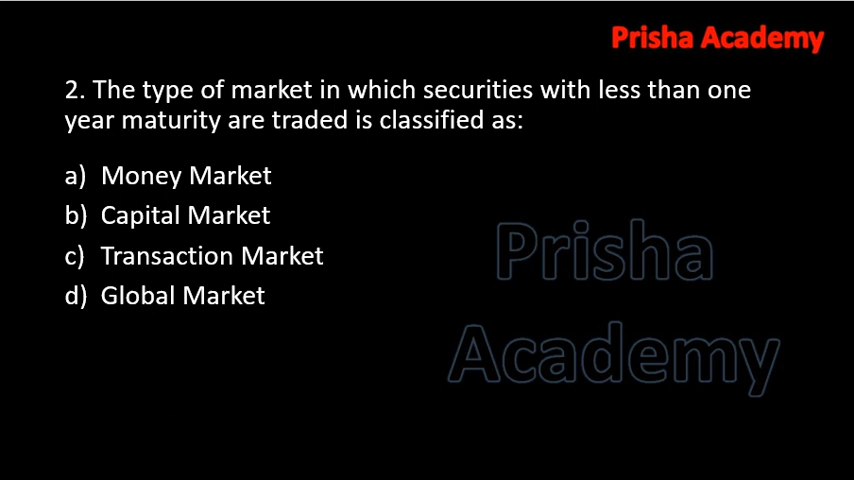 Prisha Academy
2. The type of market in which securities with less than one
year maturity are traded is classified as:
a) Money Market
b) Capital Market
c) Transaction Market
d) Global Market
Prisha
Academy